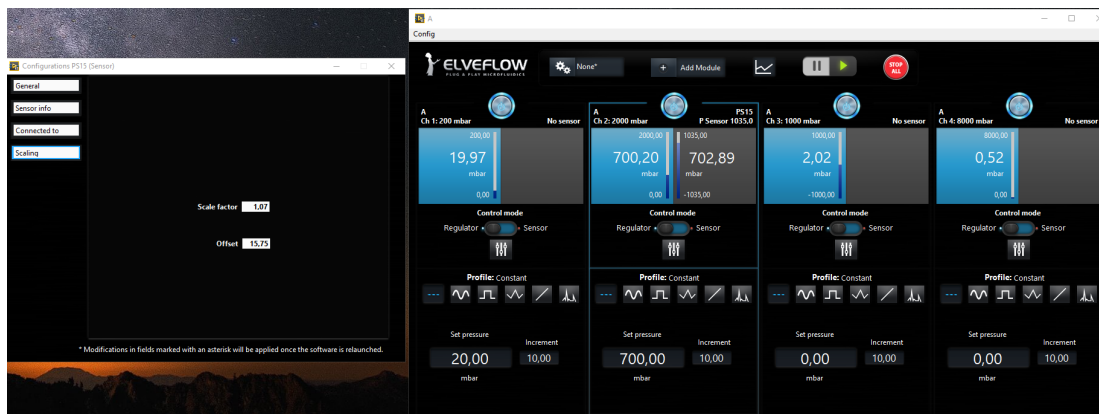 Configurations PS15 (Sensor)
General
Sensor info
Connected to
Scaling
Scale factor 1,07
Offset 15,75
* Modifications in fields marked with an asterisk will be applied once the software is relaunched.
A
Config
ELVEFLOW
PLUG & PLAY MICROFLUIDICS
None*
+ Add Module
STOP
ALL
A
Ch 1: 200 mbar No sensor
200,00
19,97
mbar
0,00
Control mode
Regulator Sensor
Profile: Constant
Set pressure
Increment
20,00 10,00
mbar
A PS15
Ch 2: 2000 mbar P Sensor 1035,0
2000,00 1035,00
700,20 702,89
mbar mbar
0,00 -1035,00
Control mode
Regulator Sensor
Profile: Constant
Set pressure
Increment
700,00 10,00
mbar
A
Ch 3: 1000 mbar No sensor
1000,00
2,02
mbar
-1000,00
Control mode
Regulator Sensor
Profile: Constant
Set pressure
Increment
0,00 10,00
mbar
A
Ch 4: 8000 mbar No sensor
8000,00
0,52
mbar
0,00
Control mode
Regulator Sensor
Profile: Constant
Set pressure
Increment
0,00 10,00
mbar